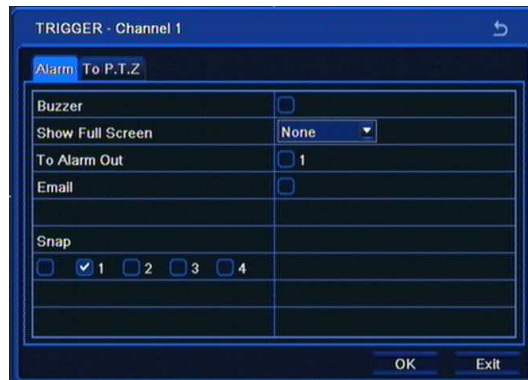 TRIGGER - Channel 1
Alarm To P.T.Z
Buzzer
Show Full Screen None
To Alarm Out 1
Email
Snap
1 2 3 4
OK Exit